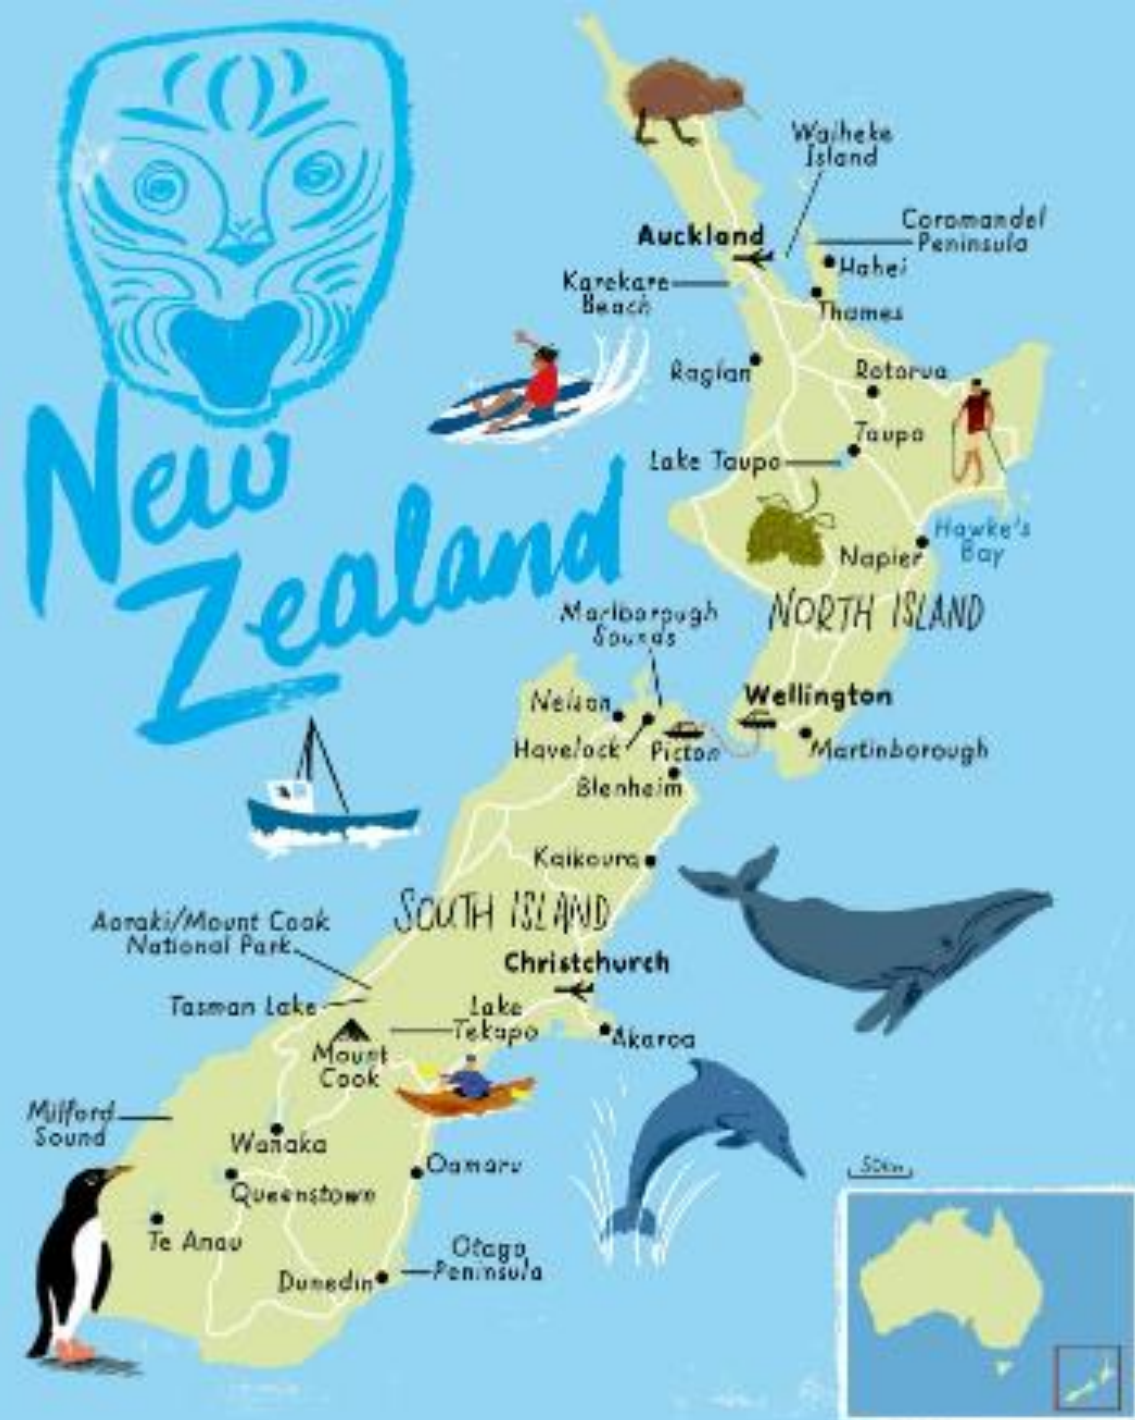 New
Zealand
Waiheke
Island
Auckland
Coromandel
Peninsula
Hahei
Karekare
Beach
Thames
Raglan
Rotorua
Taupo
Lake Taupo
Hawke's
Bay
Napier
NORTH ISLAND
Marlborough
Sounds
Nelson
Wellington
Havelock
Picton
Martinborough
Blenheim
Kaikoura
SOUTH ISLAND
Aoraki/Mount Cook
National Park
Christchurch
Tasman Lake
Lake
Tekapo
Akaroa
Mount
Cook
Milford
Sound
Wanaka
Oamaru
Queenstown
Te Anau
Otago
Peninsula
Dunedin
50km